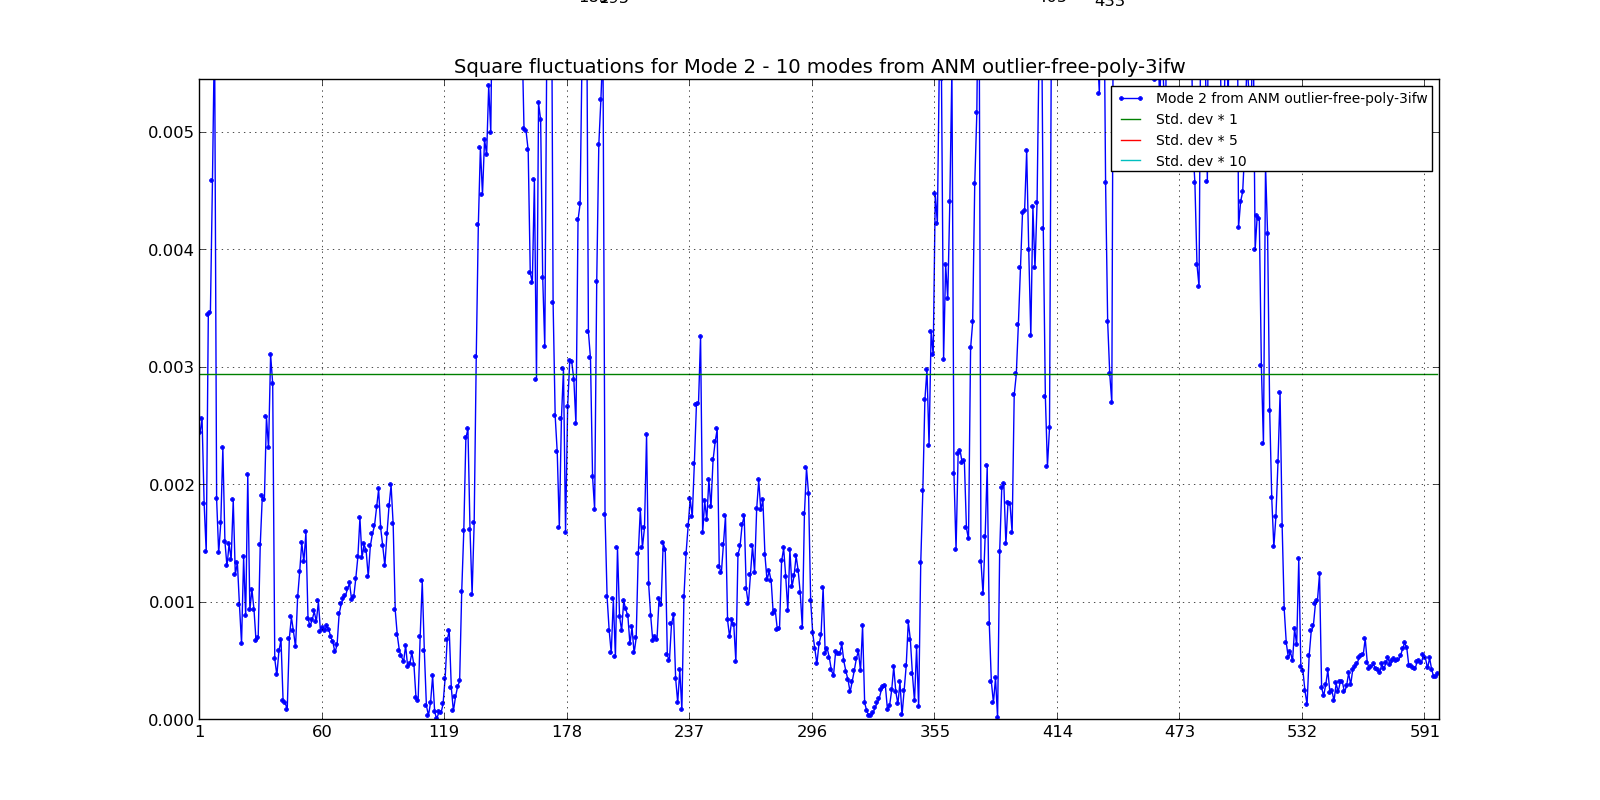 433
Square fluctuations for Mode 2 - 10 modes from ANM outlier-free-poly-3ifw
Mode 2 from ANM outlier-free-poly-3ifw
Std. dev * 1
Std. dev * 5
Std. dev * 10
0.005
0.004
0.003
0.002
0.001
0.000
1 60 119 178 237 296 355 414 473 532 591